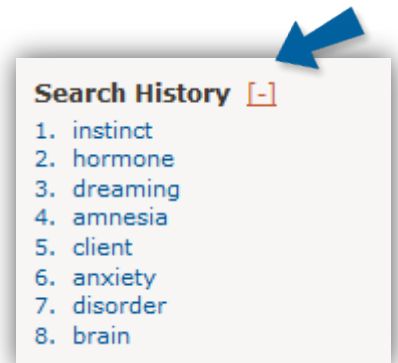 Search History [-]
1. instinct
2. hormone
3. dreaming
4. amnesia
5. client
6. anxiety
7. disorder
8. brain